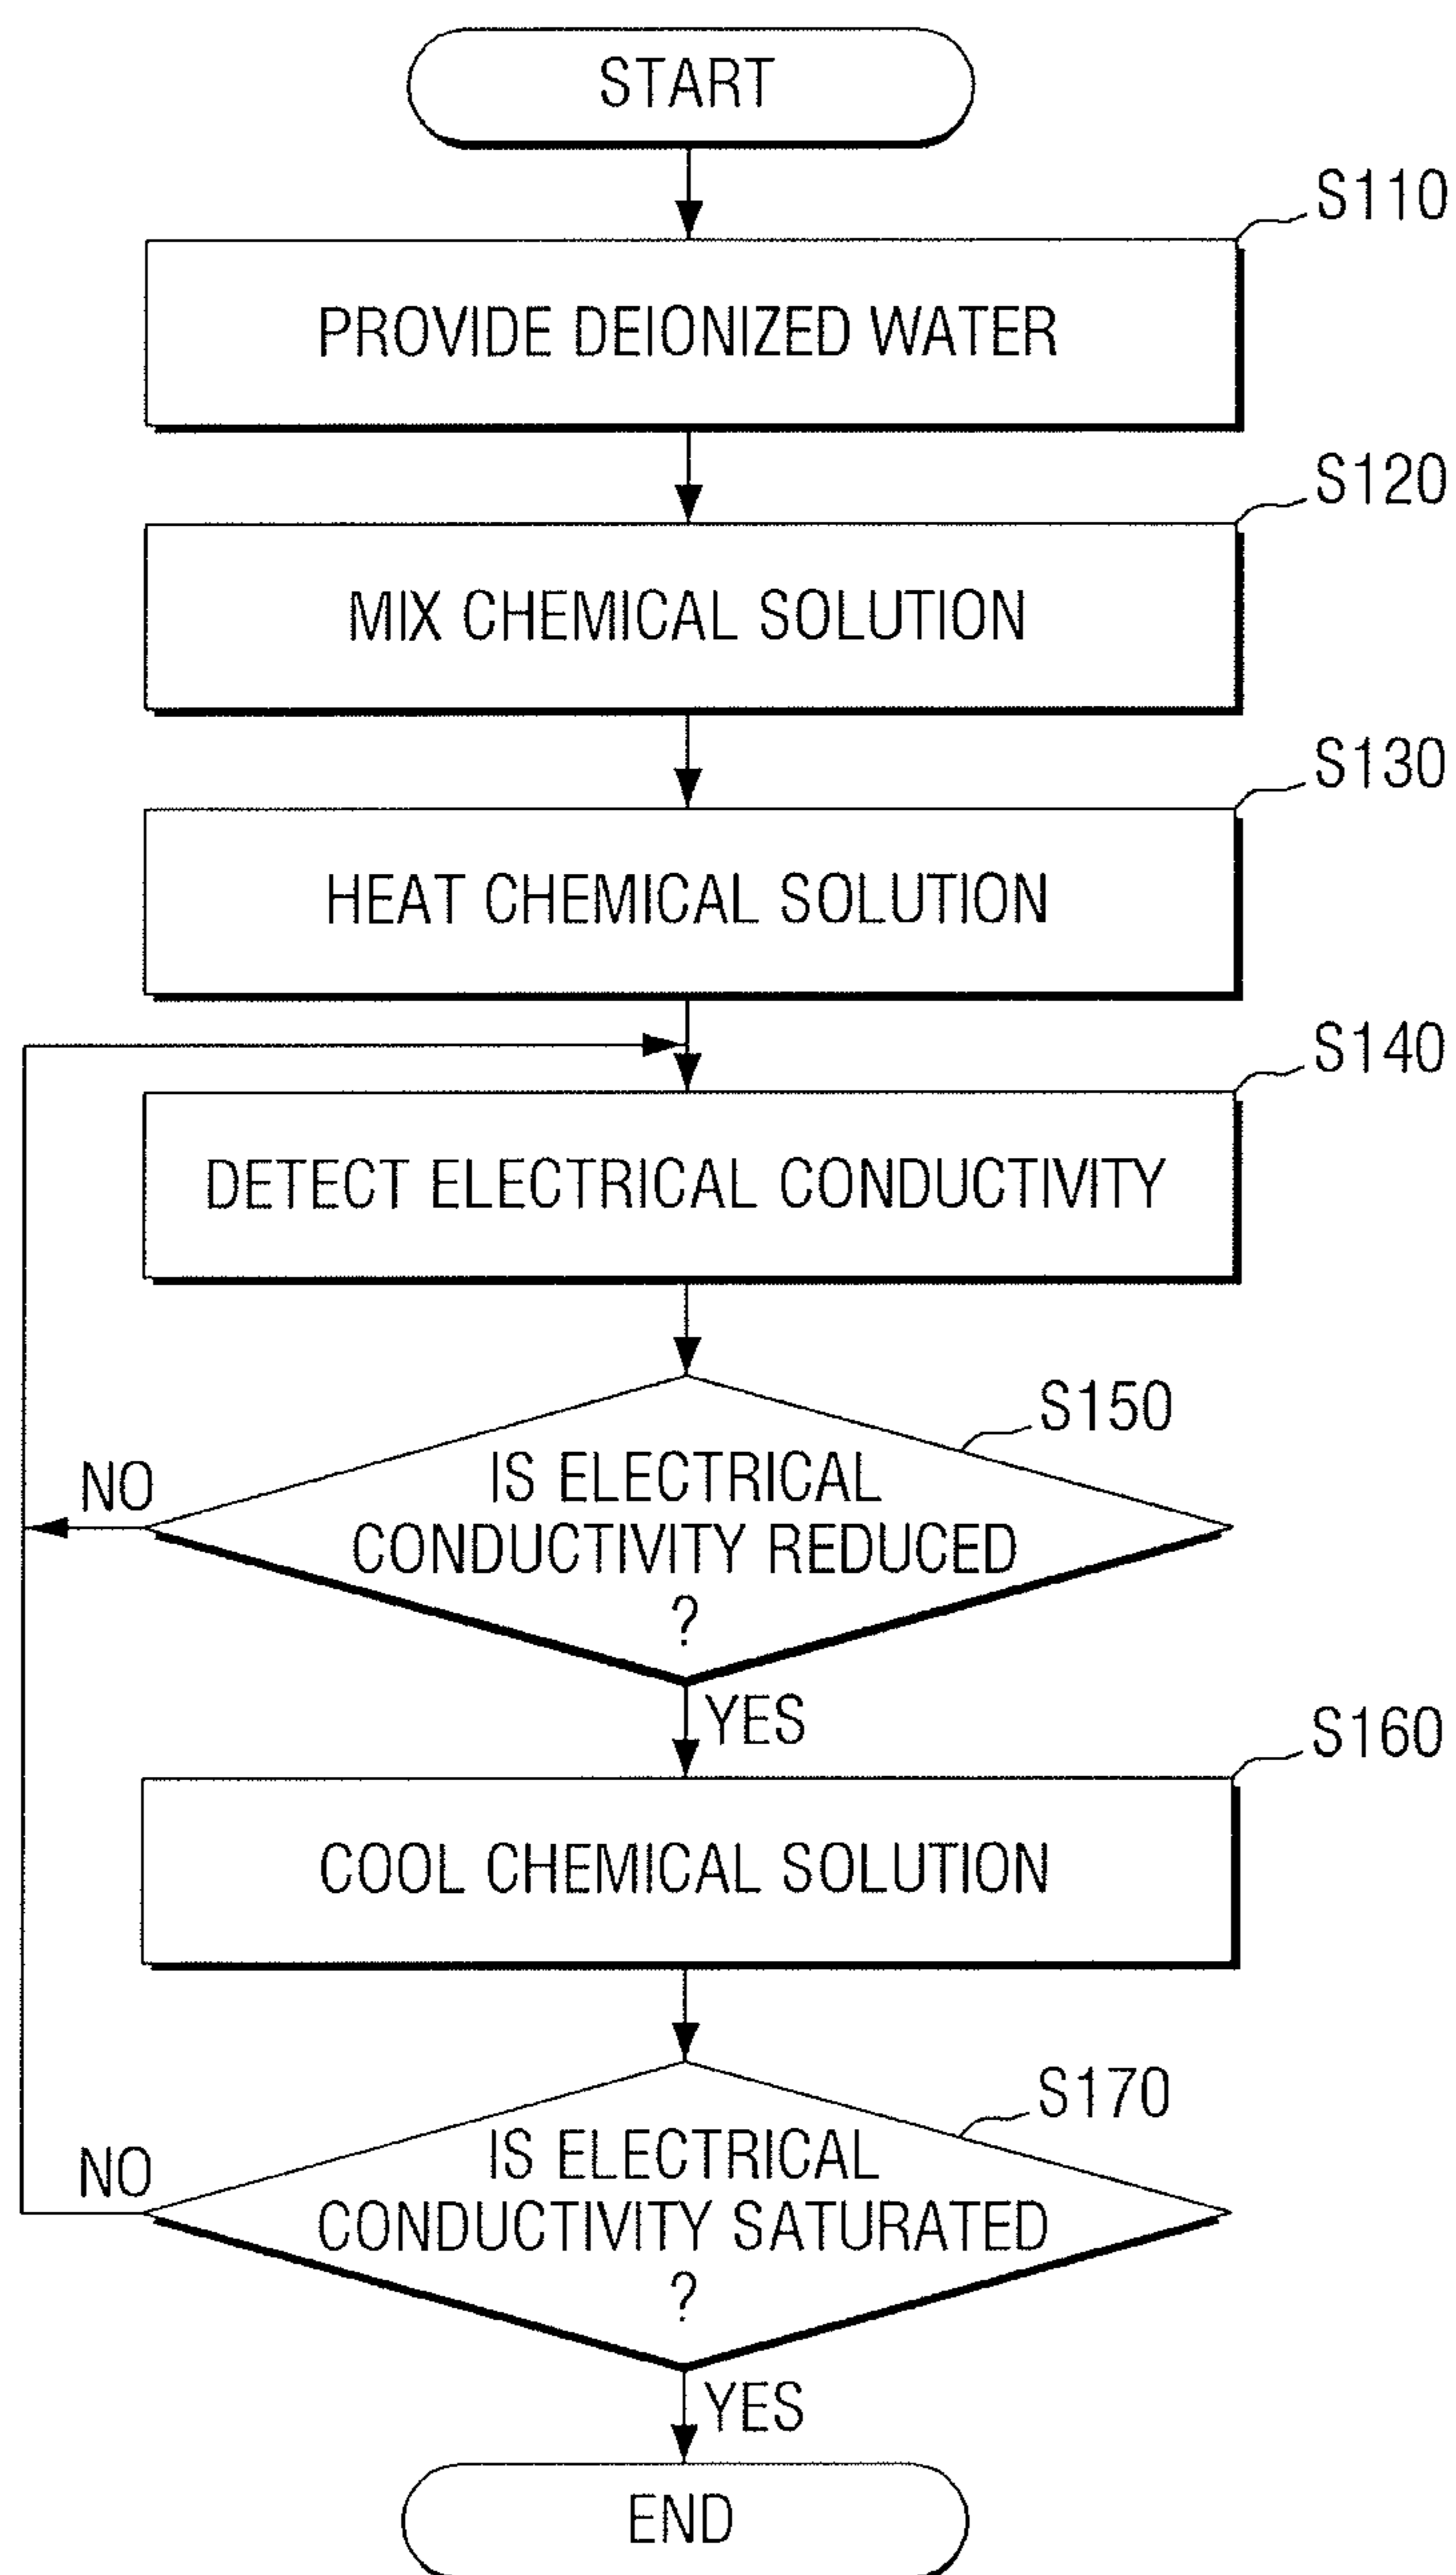 START
S110
PROVIDE DEIONIZED WATER
S120
MIX CHEMICAL SOLUTION
S130
HEAT CHEMICAL SOLUTION
S140
DETECT ELECTRICAL CONDUCTIVITY
S150
NO
IS ELECTRICAL
CONDUCTIVITY REDUCED
?
YES
S160
COOL CHEMICAL SOLUTION
S170
NO
IS ELECTRICAL
CONDUCTIVITY SATURATED
?
YES
END